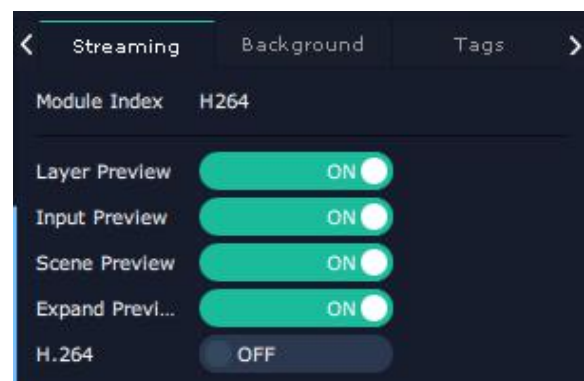 Streaming Background Tags
Module Index H264
Layer Preview ON
Input Preview ON
Scene Preview ON
Expand Previ... ON
H.264 OFF